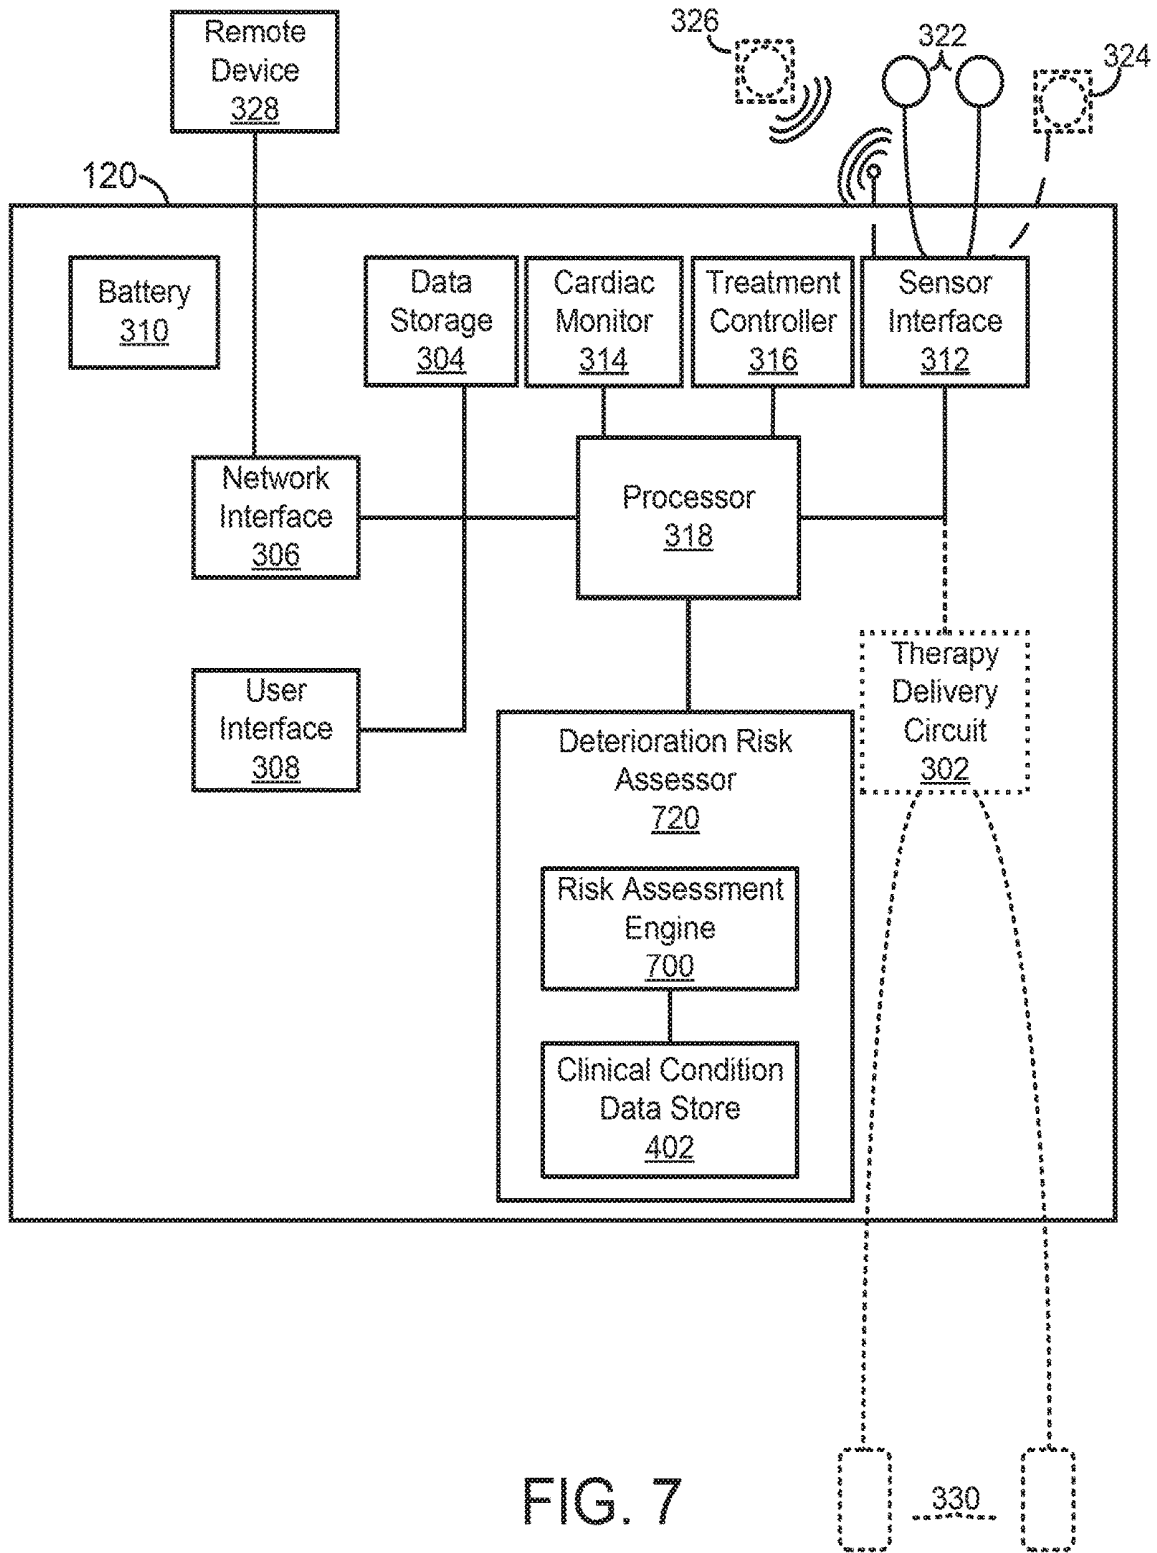 Remote
Device
328
326
322
324
120
Battery
310
Data
Storage
304
Cardiac
Monitor
314
Treatment
Controller
316
Sensor
Interface
312
Network
Interface
306
Processor
318
User
Interface
308
Therapy
Delivery
Circuit
302
Deterioration Risk
Assessor
720
Risk Assessment
Engine
700
Clinical Condition
Data Store
402
FIG. 7
330